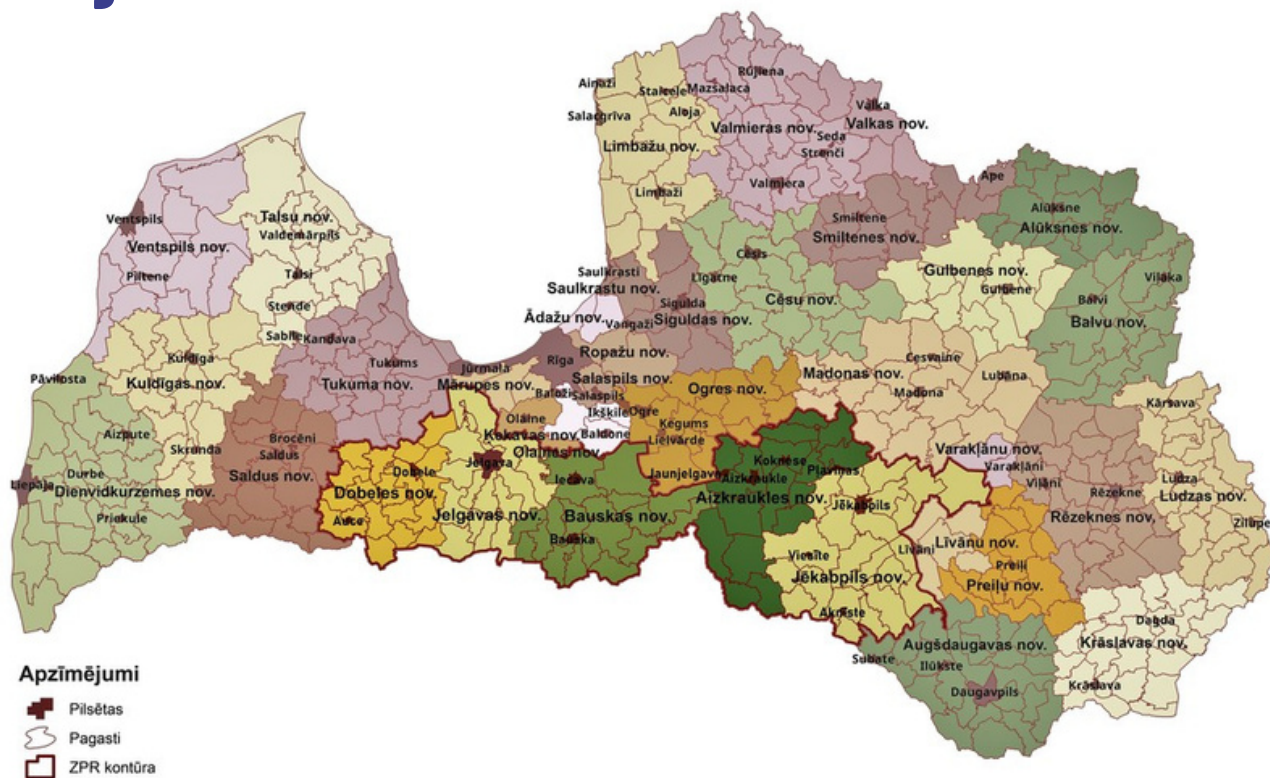 Ainaži
Staicele
Mazsalaca
Rūjiena
Salacgrīva
Aloja
Valmieras nov.
Valka
Valkas nov.
Limbažu nov.
Seda
Strenči
Limbaži
Valmiera
Ape
Smiltene
Smiltenes nov.
Alūksne
Alūksnes nov.
Ventspils
Ventspils nov.
Piltene
Talsu nov.
Valdemārpils
Talsi
Stende
Sabile
Kandava
Tukums
Tukuma nov.
Saulkrasti
Saulkrastu nov.
Ādažu nov.
Vangaži
Līgatne
Cēsis
Cēsu nov.
Sigulda
Siguldas nov.
Gulbenes nov.
Gulbene
Balvi
Viļaka
Balvu nov.
Kuldīga
Kuldīgas nov.
Pāvilosta
Aizpute
Skrunda
Durbe
Liepāja
Dienvidkurzemes nov.
Priekule
Brocēni
Saldus
Saldus nov.
Jūrmala
Mārupes nov.
Rīga
Ropažu nov.
Salaspils nov.
Baloži
Salaspils
Olaine
Ikšķile
Ķekavas nov.
Baldone
Olaines nov.
Ogre
Ogres nov.
Ķegums
Lielvārde
Jaunjelgava
Madonas nov.
Cesvaine
Madona
Lubāna
Varakļānu nov.
Varakļāni
Viļāni
Rēzekne
Rēzeknes nov.
Kārsava
Ludza
Ludzas nov.
Zilupe
Dobele
Dobeles nov.
Auce
Jelgava
Jelgavas nov.
Iecava
Bauskas nov.
Bauska
Koknese
Pļaviņas
Aizkraukle
Aizkraukles nov.
Jēkabpils
Viesīte
Jēkabpils nov.
Aknīste
Līvāni
Līvānu nov.
Preiļi
Preiļu nov.
Subate
Ilūkste
Augšdaugavas nov.
Daugavpils
Dagda
Krāslavas nov.
Krāslava
Apzīmējumi
Pilsētas
Pagasti
ZPR kontūra